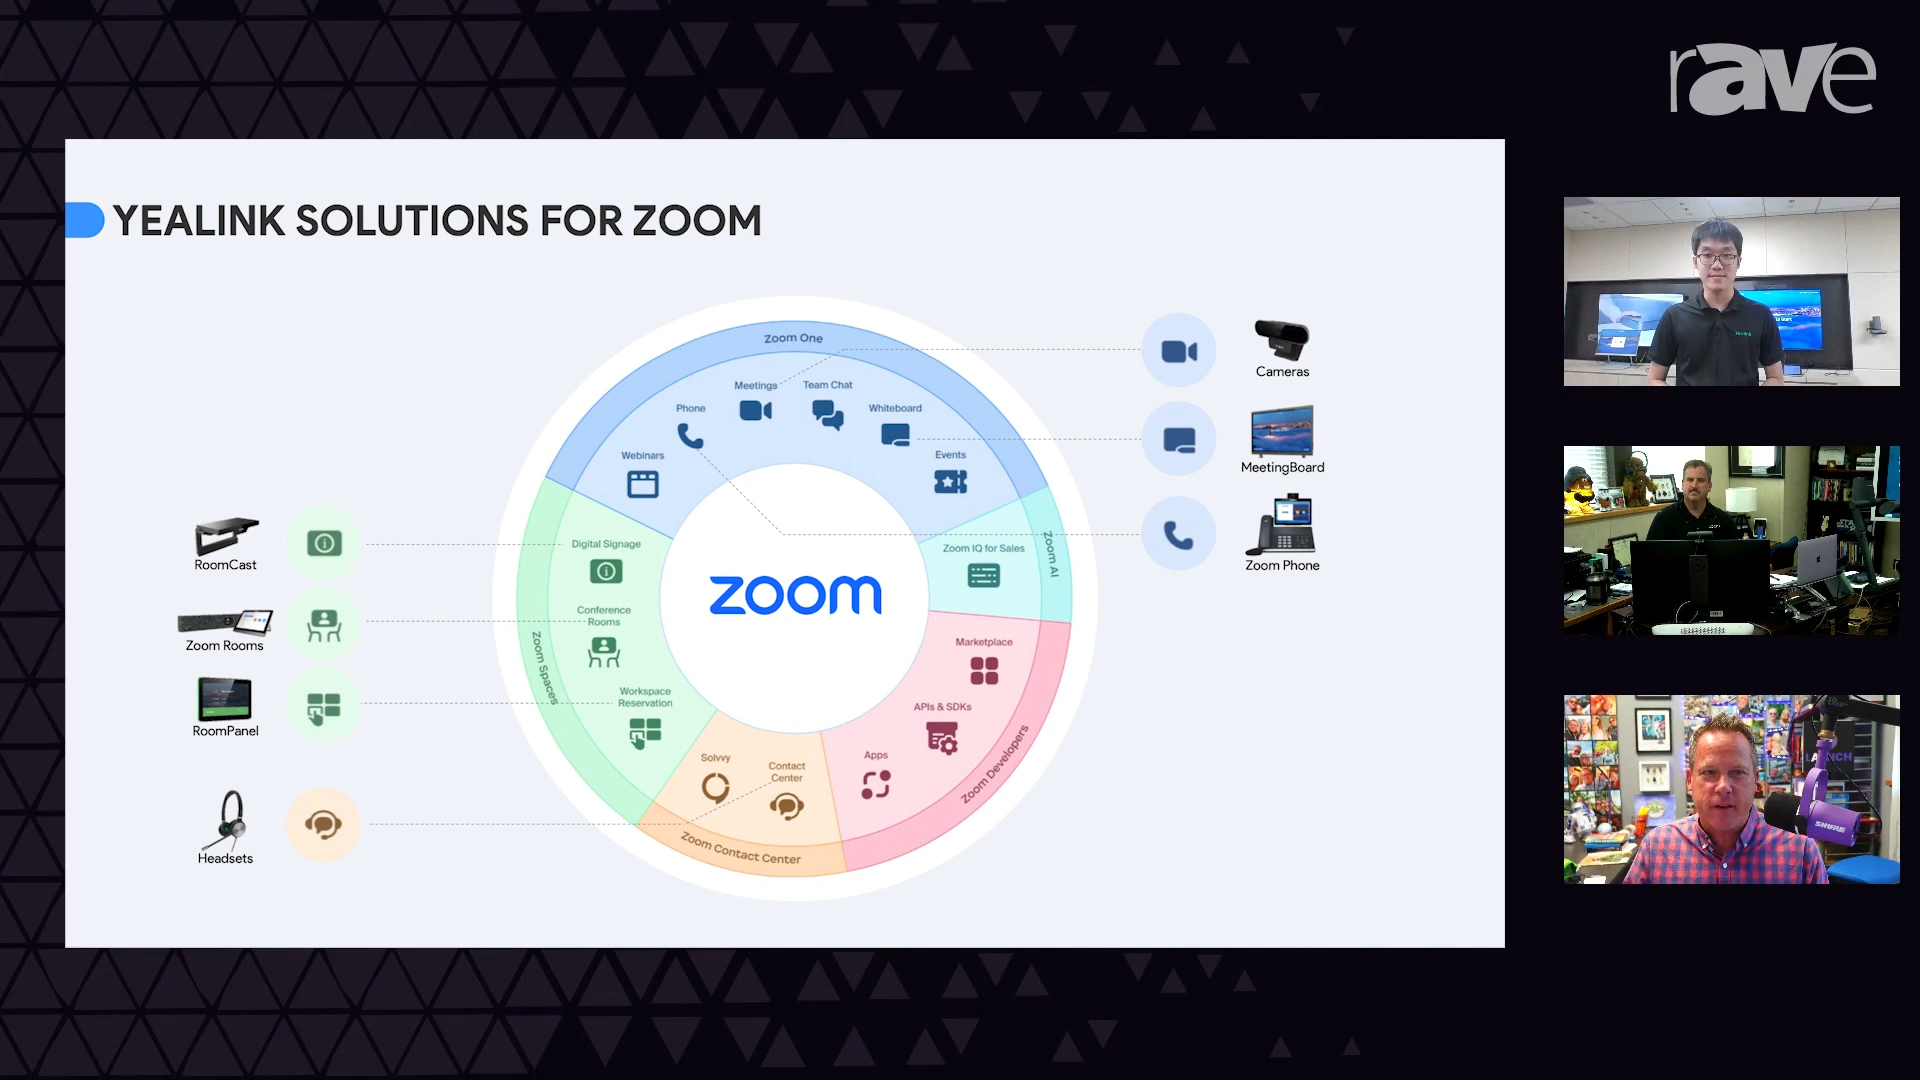 rave
YEALINK SOLUTIONS FOR ZOOM
Zoom One
Meetings
Team Chat
Phone
Whiteboard
Webinars
Events
Cameras
MeetingBoard
Zoom Phone
RoomCast
Zoom Rooms
RoomPanel
Headsets
Digital Signage
Conference
Rooms
Workspace
Reservation
Zoom Spaces
zoom
Zoom IQ for Sales
Zoom AI
Marketplace
APIs & SDKs
Apps
Zoom Developers
Solvvy
Contact
Center
Zoom Contact Center
Yealink
SHURE